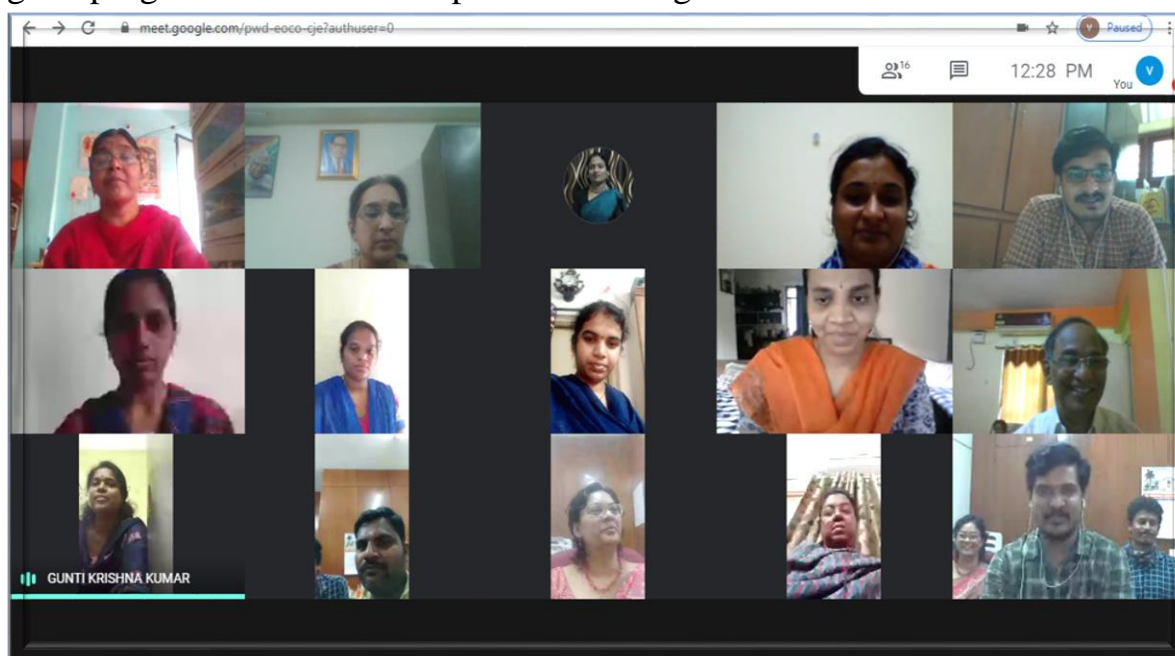 meet.google.com/pwd-eoco-cje?authuser=0
V
Paused
16
12:28 PM
You
V
GUNTI KRISHNA KUMAR